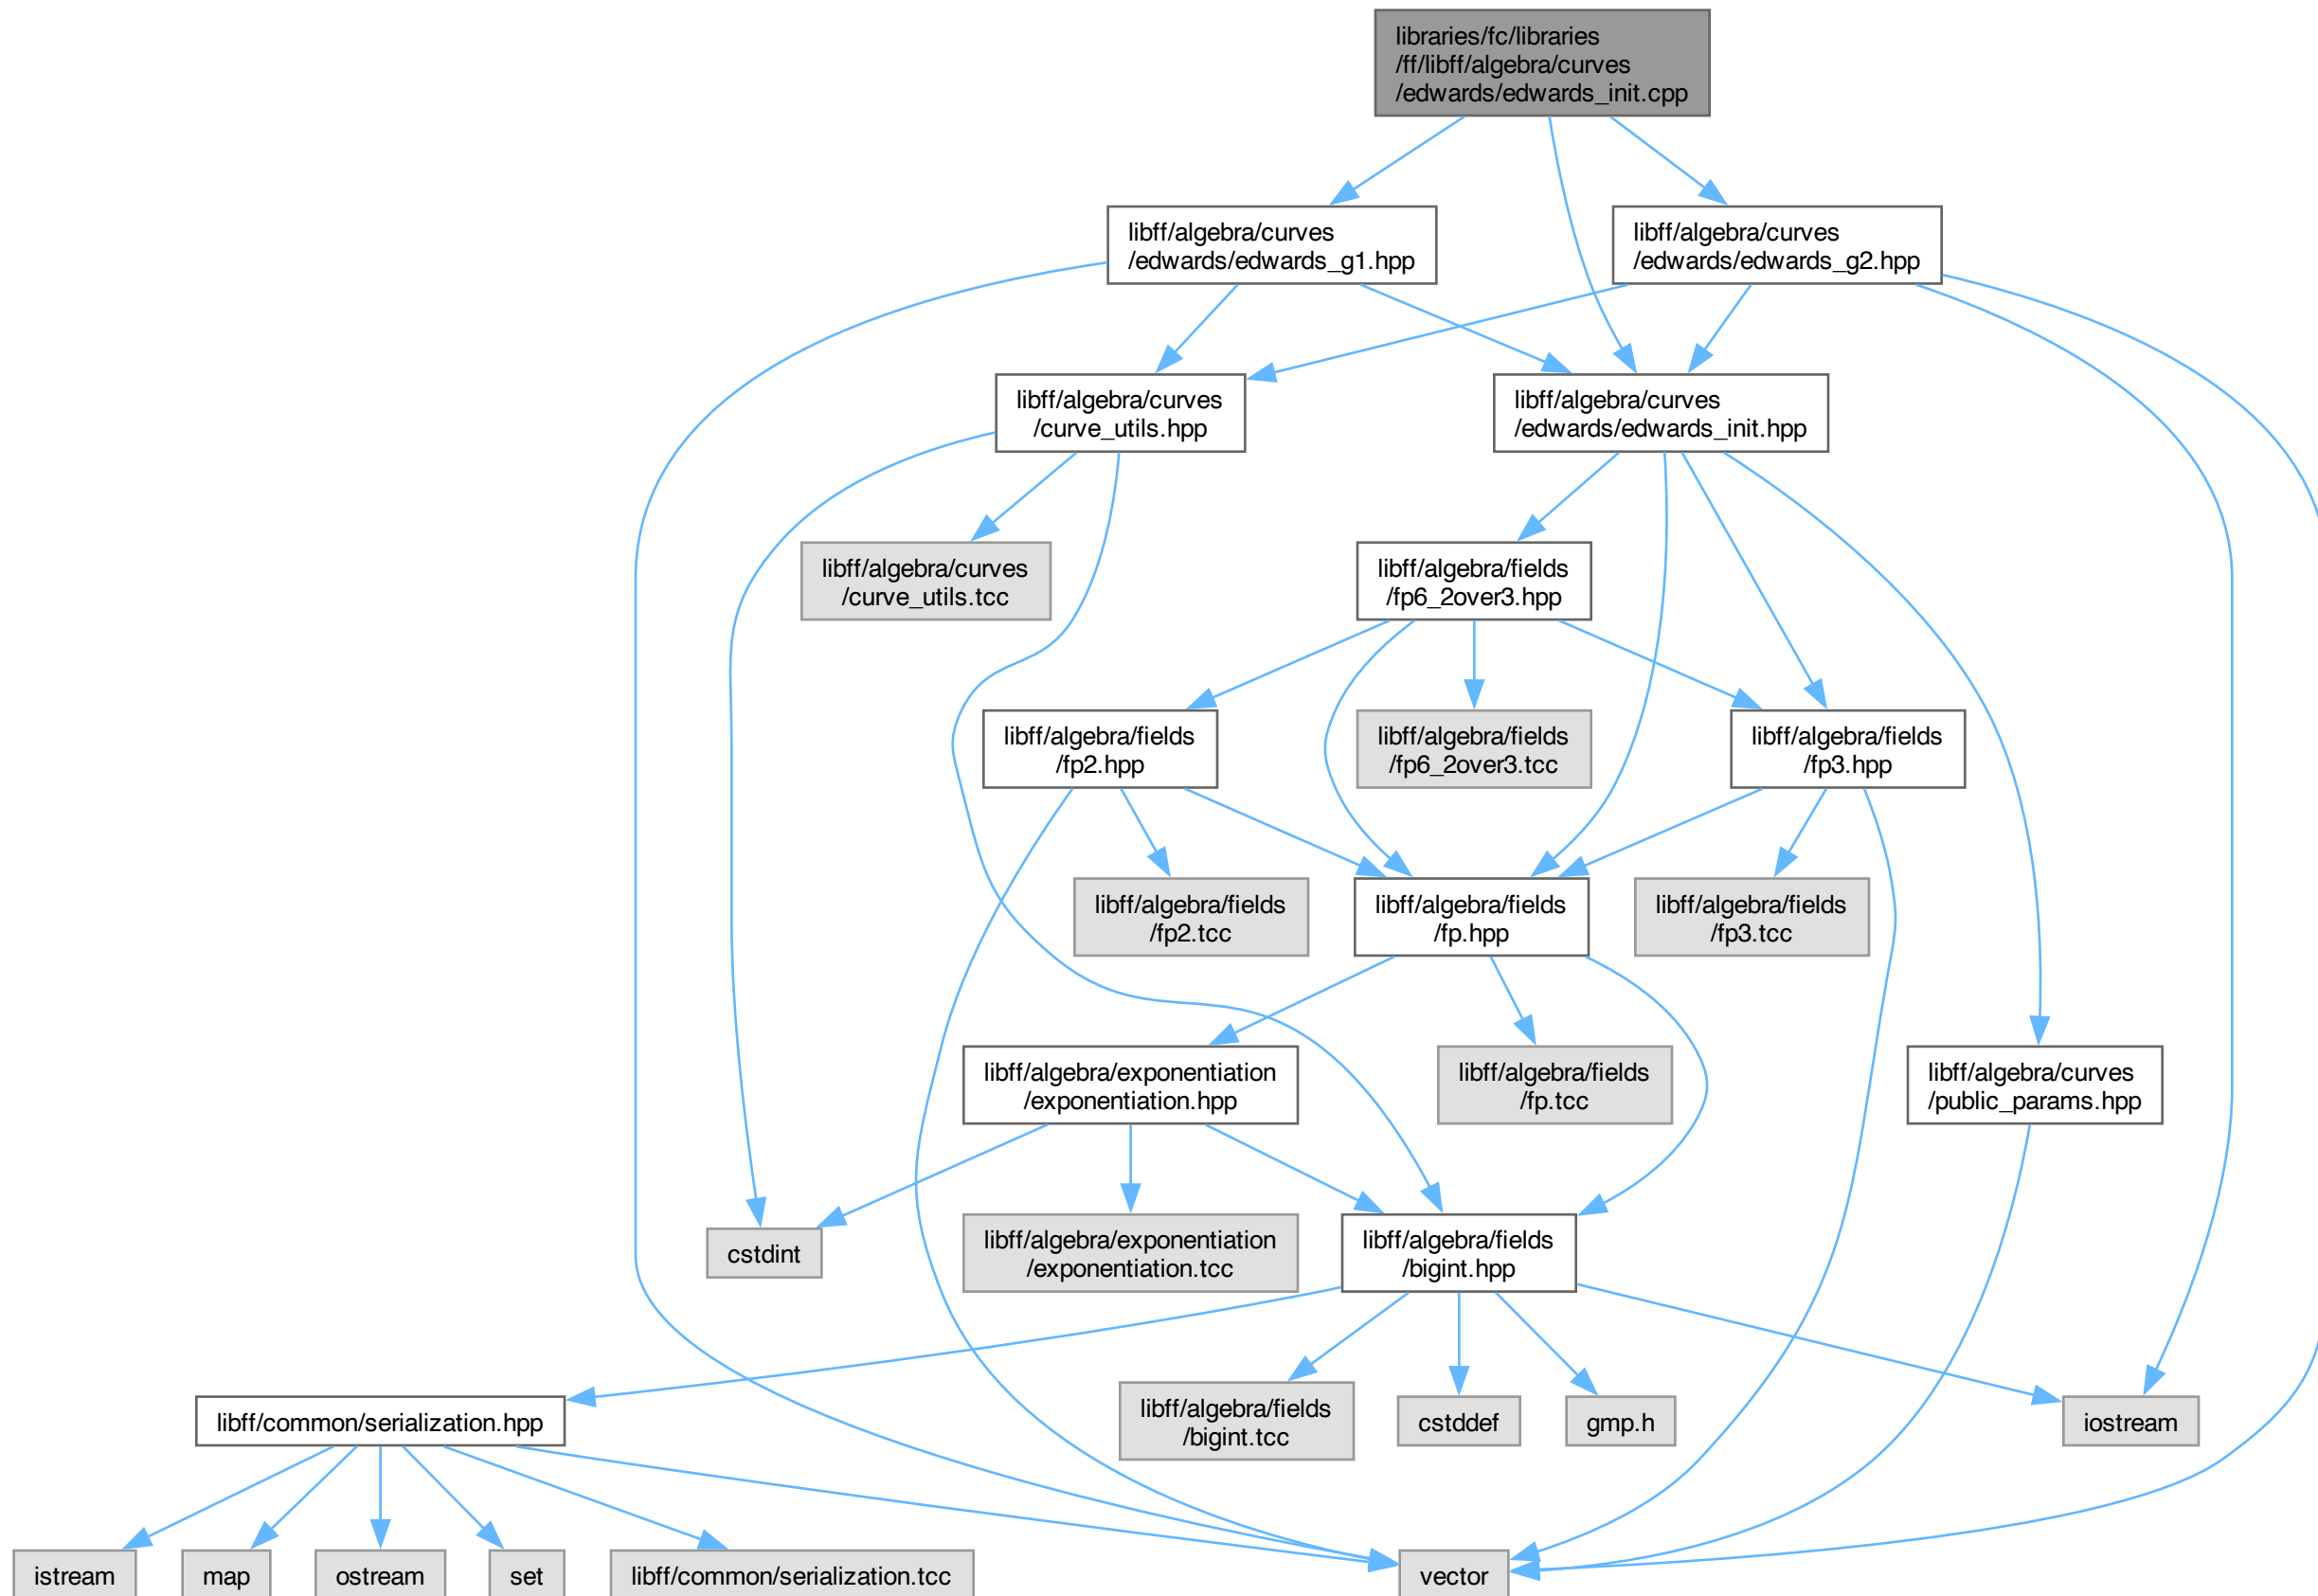 libraries/fc/libraries
/ff/libff/algebra/curves
/edwards/edwards_init.cpp
libff/algebra/curves
/edwards/edwards_g1.hpp
libff/algebra/curves
/edwards/edwards_g2.hpp
libff/algebra/curves
/curve_utils.hpp
libff/algebra/curves
/edwards/edwards_init.hpp
libff/algebra/curves
/curve_utils.tcc
libff/algebra/fields
/fp6_2over3.hpp
libff/algebra/fields
/fp2.hpp
libff/algebra/fields
/fp6_2over3.tcc
libff/algebra/fields
/fp3.hpp
libff/algebra/fields
/fp2.tcc
libff/algebra/fields
/fp.hpp
libff/algebra/fields
/fp3.tcc
libff/algebra/exponentiation
/exponentiation.hpp
libff/algebra/fields
/fp.tcc
libff/algebra/curves
/public_params.hpp
cstdint
libff/algebra/exponentiation
/exponentiation.tcc
libff/algebra/fields
/bigint.hpp
libff/common/serialization.hpp
libff/algebra/fields
/bigint.tcc
cstddef
gmp.h
iostream
istream
map
ostream
set
libff/common/serialization.tcc
vector